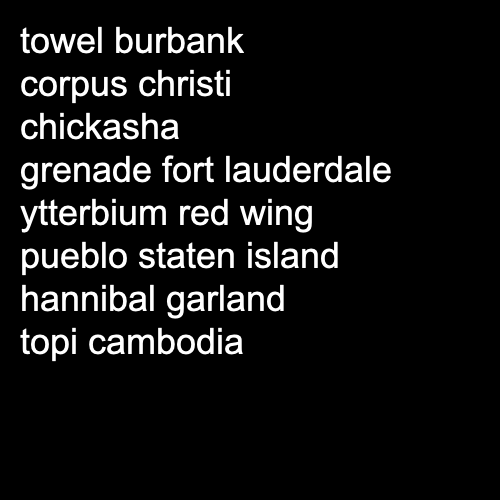 towel burbank
corpus christi
chickasha
grenade fort lauderdale
ytterbium red wing
pueblo staten island
hannibal garland
topi cambodia